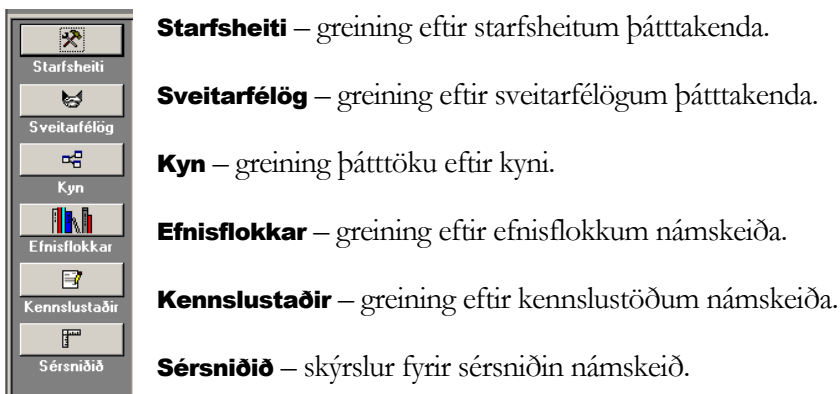 Starfsheiti
Starfsheiti – greining eftir starfsheitum þátttakenda.
Sveitarfélög
Sveitarfélög – greining eftir sveitarfélögum þátttakenda.
Kyn
Kyn – greining þátttöku eftir kyni.
Efnisflokkar
Efnisflokkar – greining eftir efnisflokkum námskeiða.
Kennslustaðir
Kennslustaðir – greining eftir kennslustöðum námskeiða.
Sérsniðið
Sérsniðið – skýrslur fyrir sérsniðin námskeið.